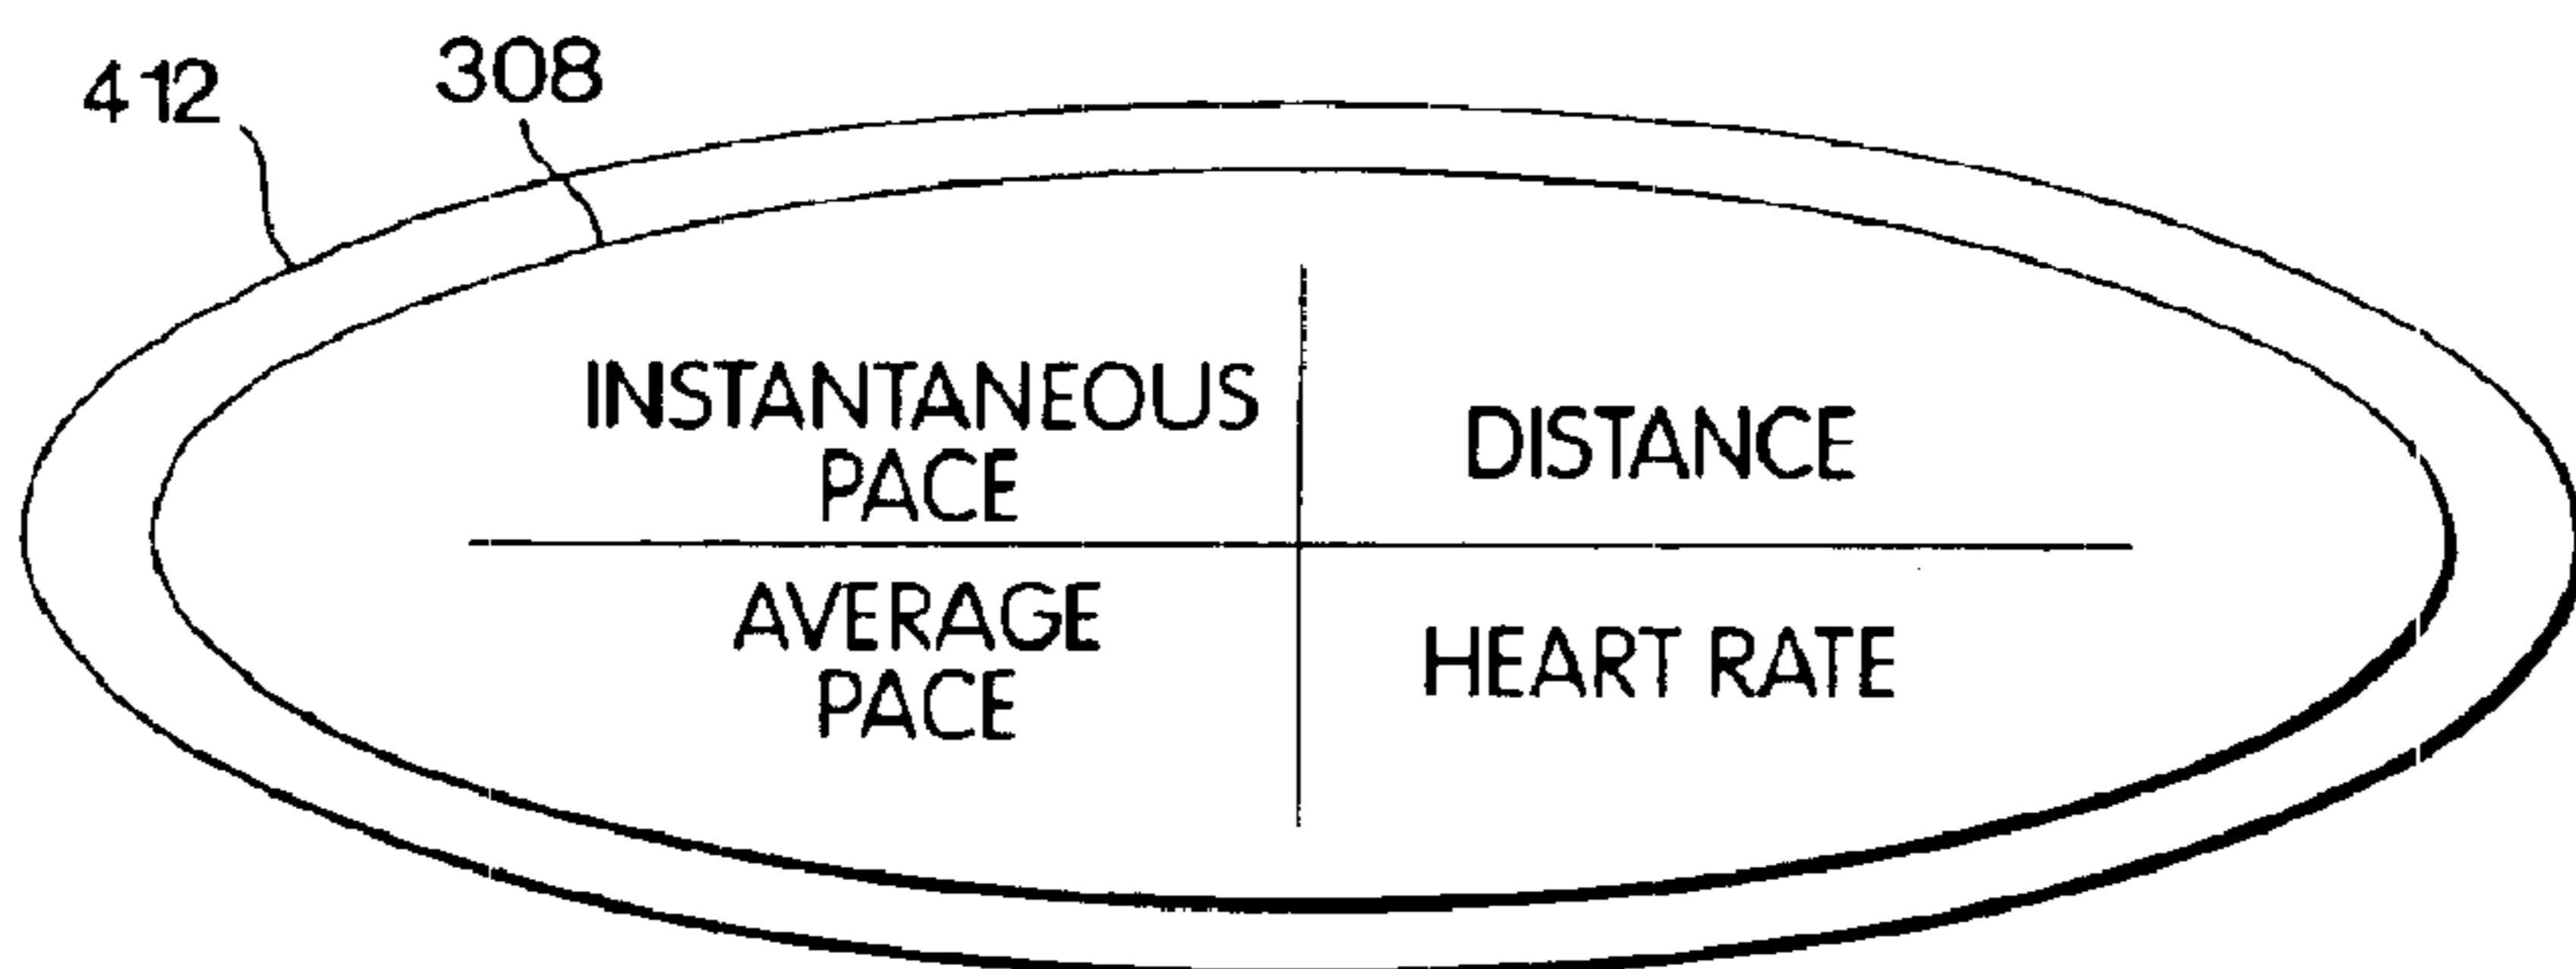 412
308
INSTANTANEOUS
PACE
DISTANCE
AVERAGE
PACE
HEART RATE